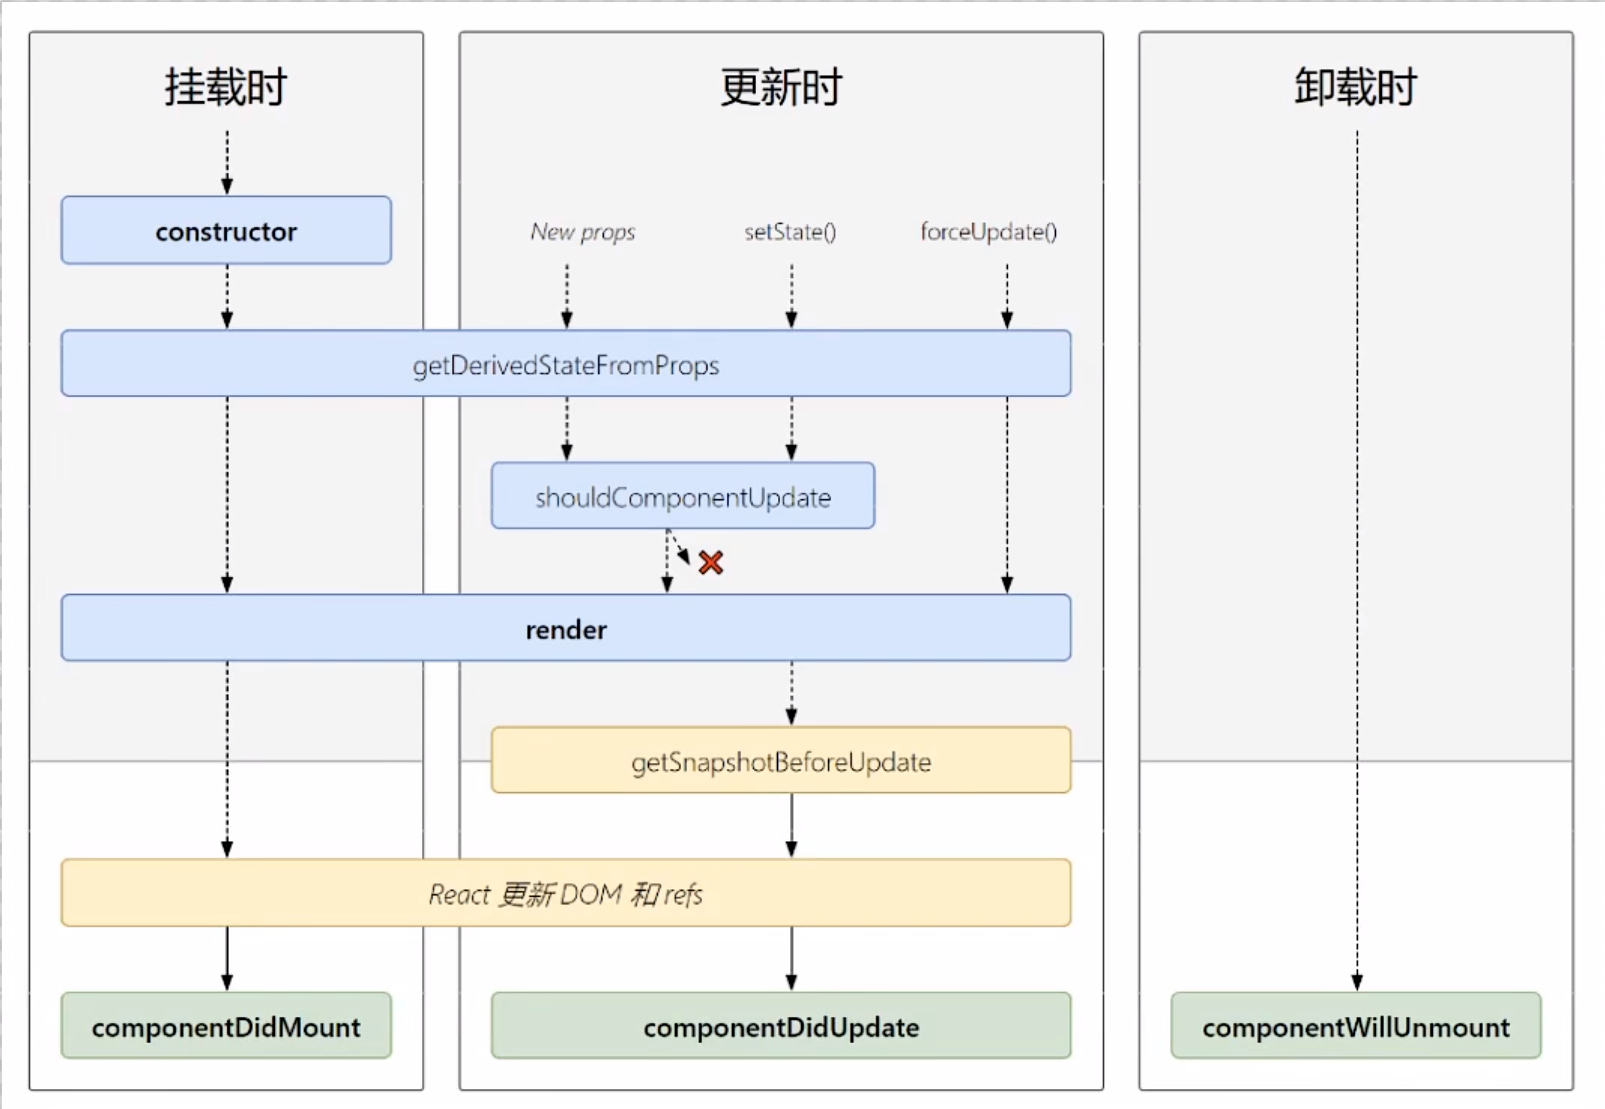 挂载时
更新时
卸载时
constructor
New props
setState()
forceUpdate()
getDerivedStateFromProps
shouldComponentUpdate
render
getSnapshotBeforeUpdate
React 更新 DOM 和 refs
componentDidMount
componentDidUpdate
componentWillUnmount